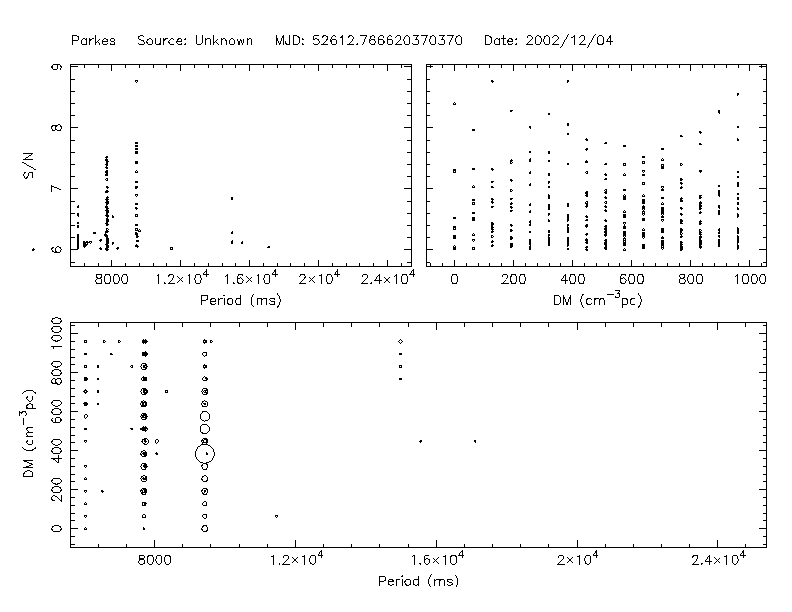 Parkes Source: Unknown MJD: 52612.766620370370 Date: 2002/12/04
S/N
9
8
7
6
8000 1.2×10⁴ 1.6×10⁴ 2×10⁴ 2.4×10⁴
Period (ms)
0 200 400 600 800 1000
DM (cm⁻³pc)
DM (cm⁻³pc)
1000
800
600
400
200
0
8000 1.2×10⁴ 1.6×10⁴ 2×10⁴ 2.4×10⁴
Period (ms)